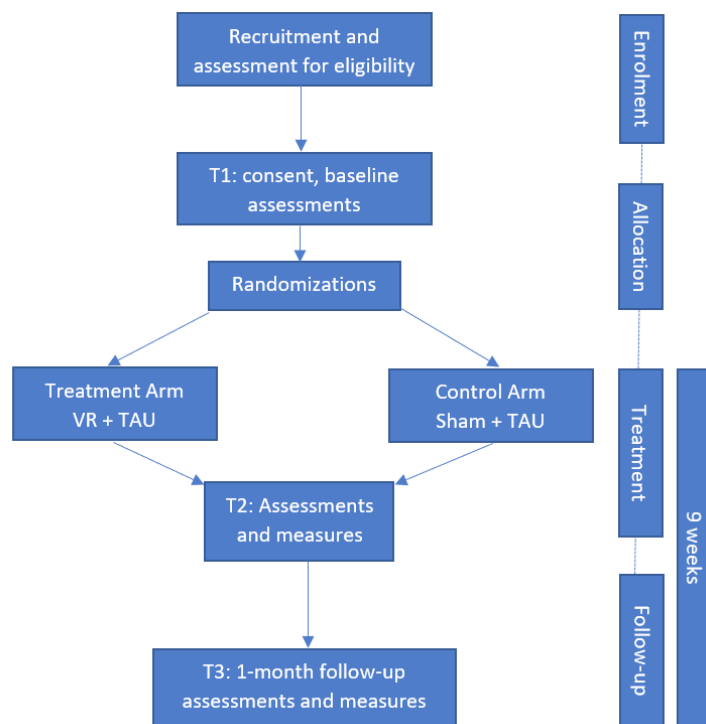 Recruitment and
assessment for eligibility
Enrolment
T1: consent, baseline
assessments
Allocation
Randomizations
Treatment Arm
VR + TAU
Control Arm
Sham + TAU
Treatment
9 weeks
T2: Assessments
and measures
Follow-up
T3: 1-month follow-up
assessments and measures